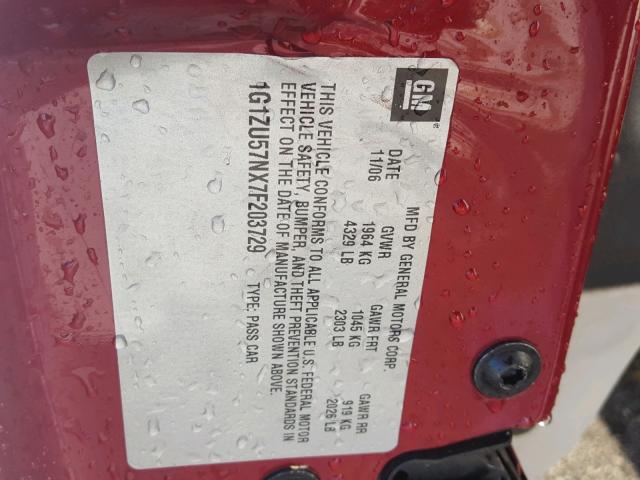 GM
MFD BY GENERAL MOTORS CORP.
DATE GVWR GAWR FRT GAWR RR
11/06 1964 KG 1045 KG 919 KG
4329 LB 2303 LB 2026 LB
THIS VEHICLE CONFORMS TO ALL APPLICABLE U.S. FEDERAL MOTOR
VEHICLE SAFETY, BUMPER, AND THEFT PREVENTION STANDARDS IN
EFFECT ON THE DATE OF MANUFACTURE SHOWN ABOVE.
1G1ZU57NX7F203729 TYPE: PASS CAR